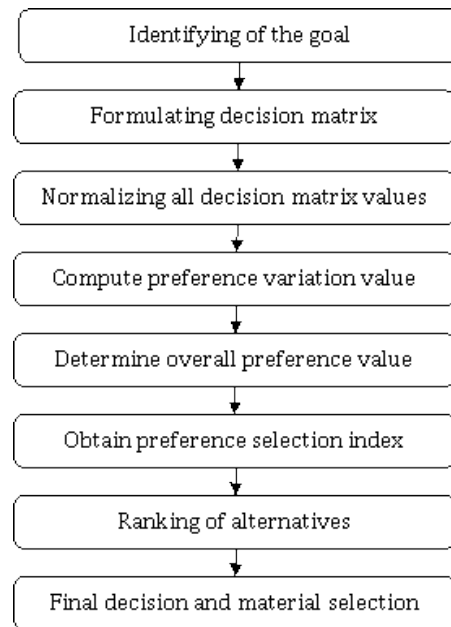 Identifying of the goal
Formulating decision matrix
Normalizing all decision matrix values
Compute preference variation value
Determine overall preference value
Obtain preference selection index
Ranking of alternatives
Final decision and material selection